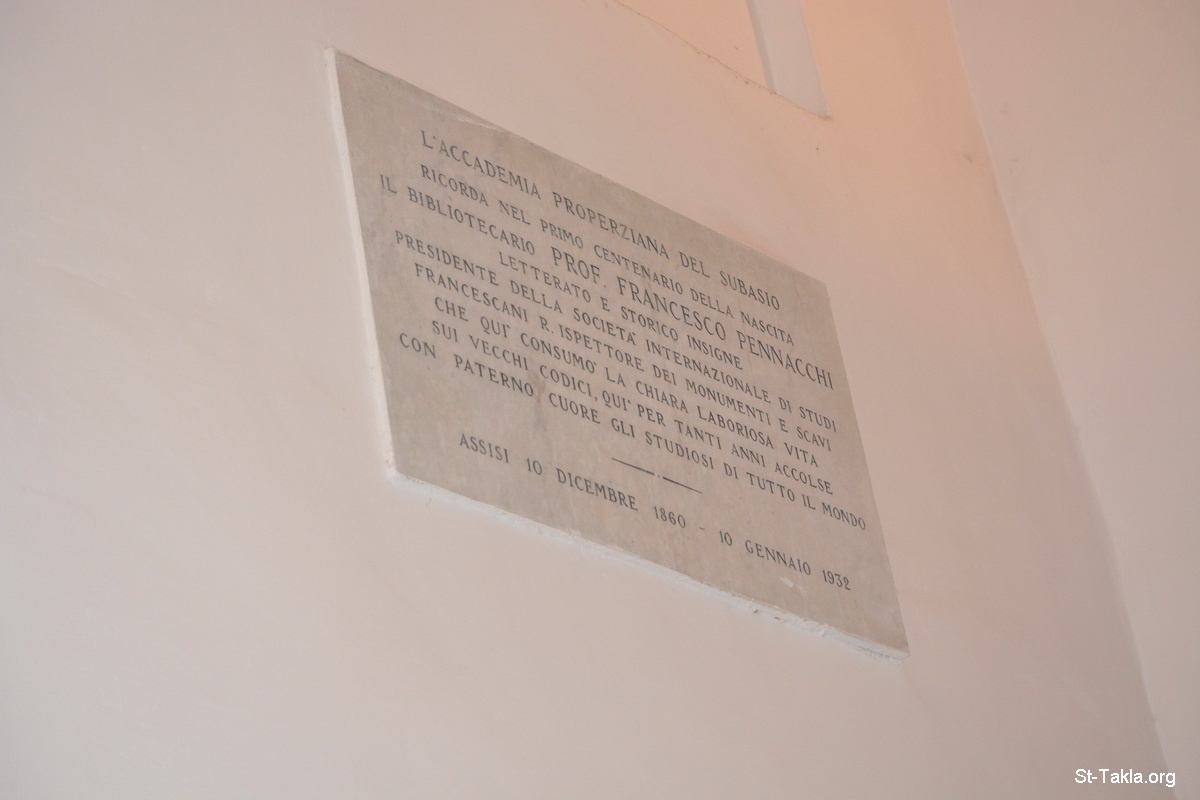 L'ACCADEMIA PROPERZIANA DEL SUBASIO
RICORDA NEL PRIMO CENTENARIO DELLA NASCITA
IL BIBLIOTECARIO PROF. FRANCESCO PENNACCHI
LETTERATO E STORICO INSIGNE
PRESIDENTE DELLA SOCIETA' INTERNAZIONALE DI STUDI
FRANCESCANI R. ISPETTORE DEI MONUMENTI E SCAVI
CHE QUI' CONSUMO' LA CHIARA LABORIOSA VITA
SUI VECCHI CODICI, QUI' PER TANTI ANNI ACCOLSE
CON PATERNO CUORE GLI STUDIOSI DI TUTTO IL MONDO
ASSISI 10 DICEMBRE 1860 - 10 GENNAIO 1932
St-Takla.org